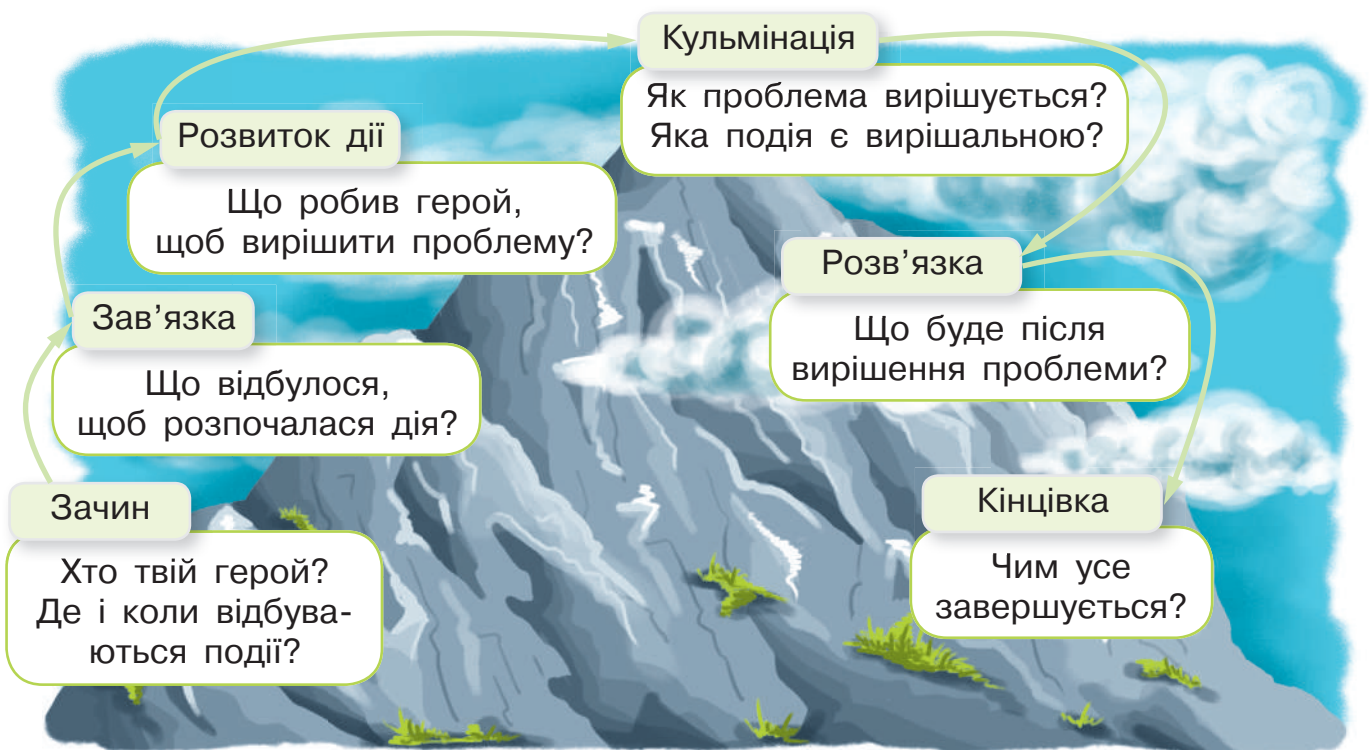 Зачин
Хто твій герой?
Де і коли відбува-
ються події?
Зав’язка
Що відбулося,
щоб розпочалася дія?
Розвиток дії
Що робив герой,
щоб вирішити проблему?
Кульмінація
Як проблема вирішується?
Яка подія є вирішальною?
Розв’язка
Що буде після
вирішення проблеми?
Кінцівка
Чим усе
завершується?